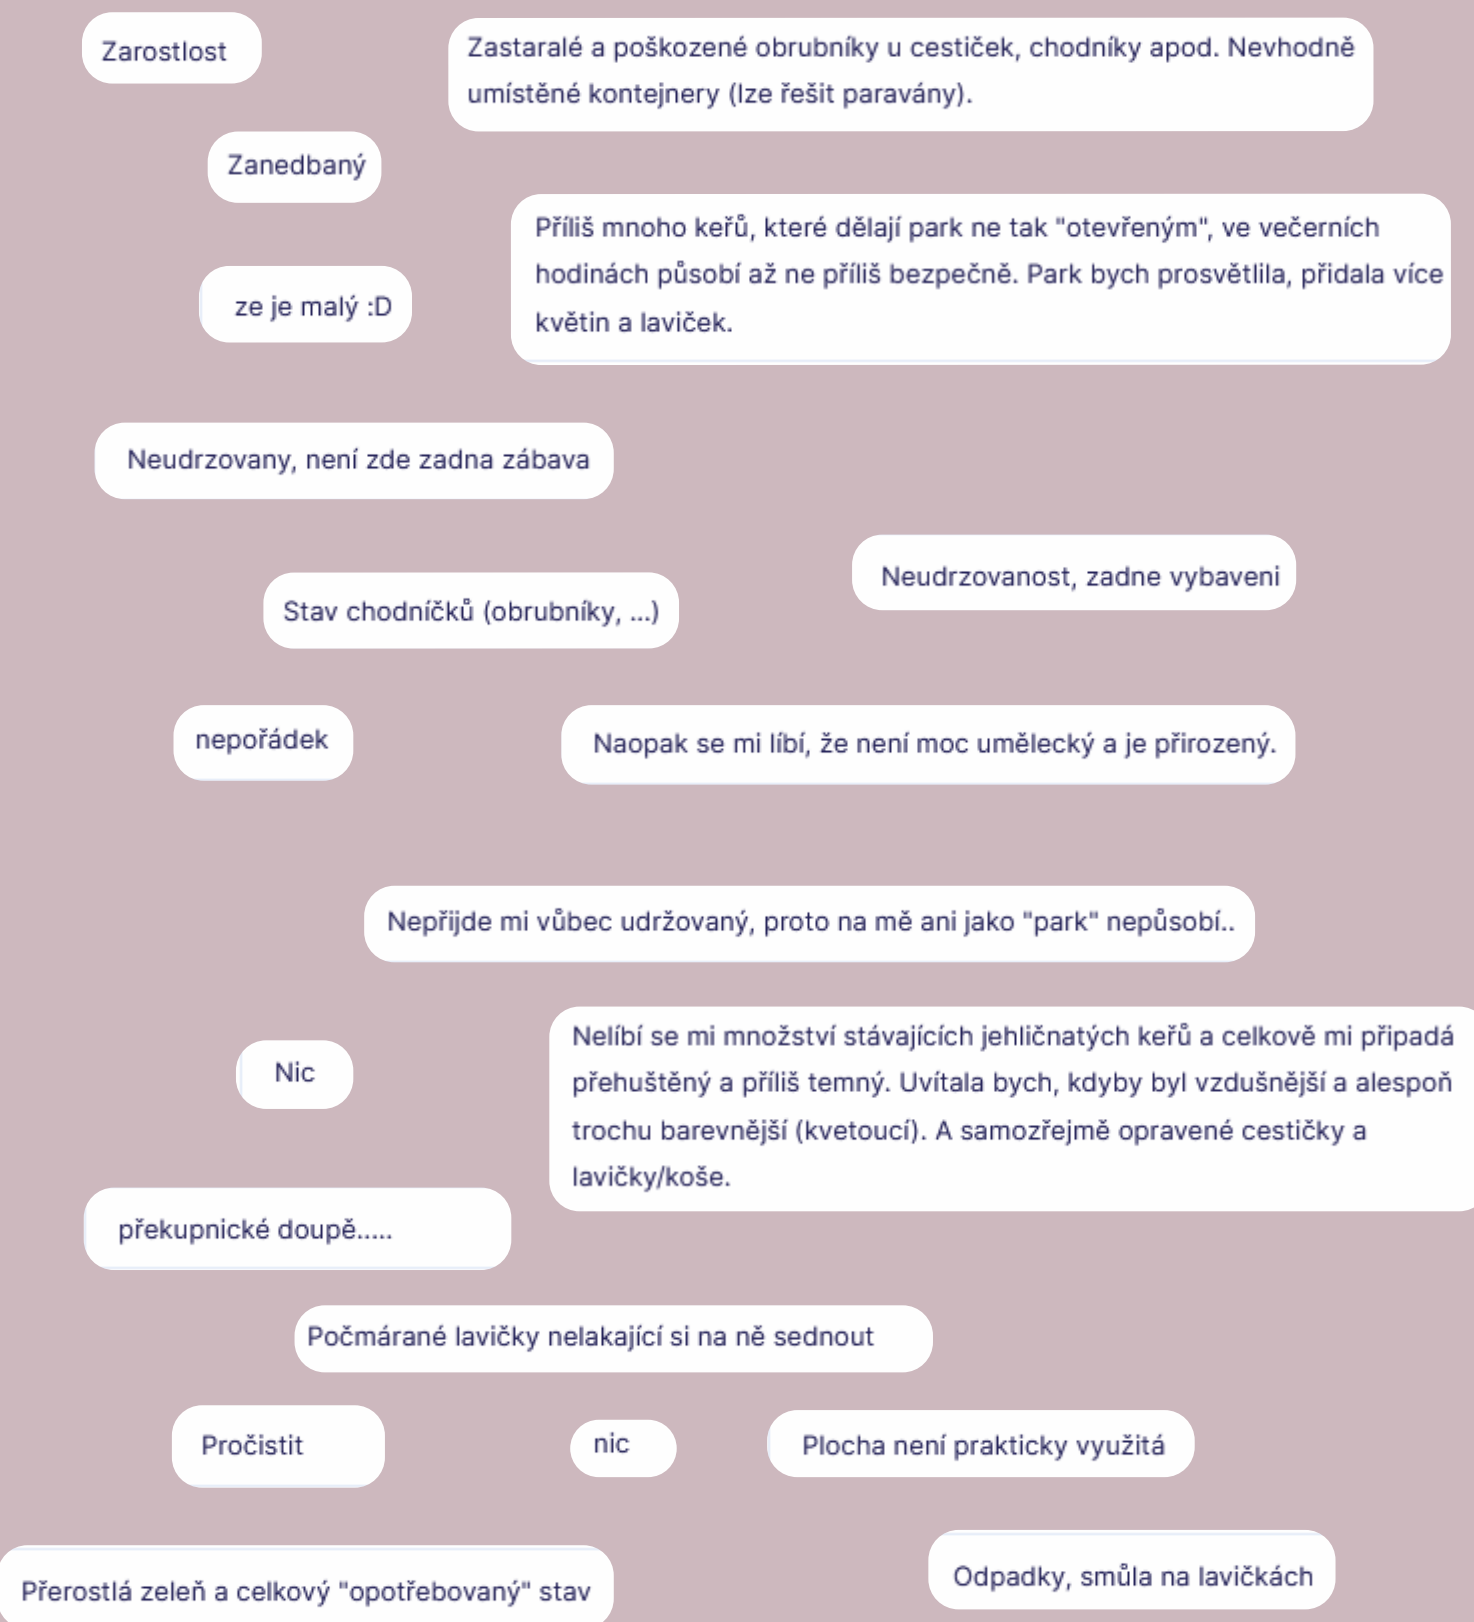 Zarostlost
Zastaralé a poškozené obrubníky u cestiček, chodníky apod. Nevhodně
umístěné kontejnery (lze řešit paravány).
Zanedbaný
Příliš mnoho keřů, které dělají park ne tak "otevřeným", ve večerních
hodinách působí až ne příliš bezpečně. Park bych prosvětlila, přidala více
květin a laviček.
ze je malý :D
Neudrzovany, není zde zadna zábava
Neudrzovanost, zadne vybaveni
Stav chodníčků (obrubníky, ...)
nepořádek
Naopak se mi líbí, že není moc umělecký a je přirozený.
Nepřijde mi vůbec udržovaný, proto na mě ani jako "park" nepůsobí..
Nelíbí se mi množství stávajících jehličnatých keřů a celkově mi připadá
přehuštěný a příliš temný. Uvítala bych, kdyby byl vzdušnější a alespoň
trochu barevnější (kvetoucí). A samozřejmě opravené cestičky a
lavičky/koše.
Nic
překupnické doupě.....
Počmárané lavičky nelakající si na ně sednout
Pročistit
nic
Plocha není prakticky využitá
Odpadky, smůla na lavičkách
Přerostlá zeleň a celkový "opotřebovaný" stav